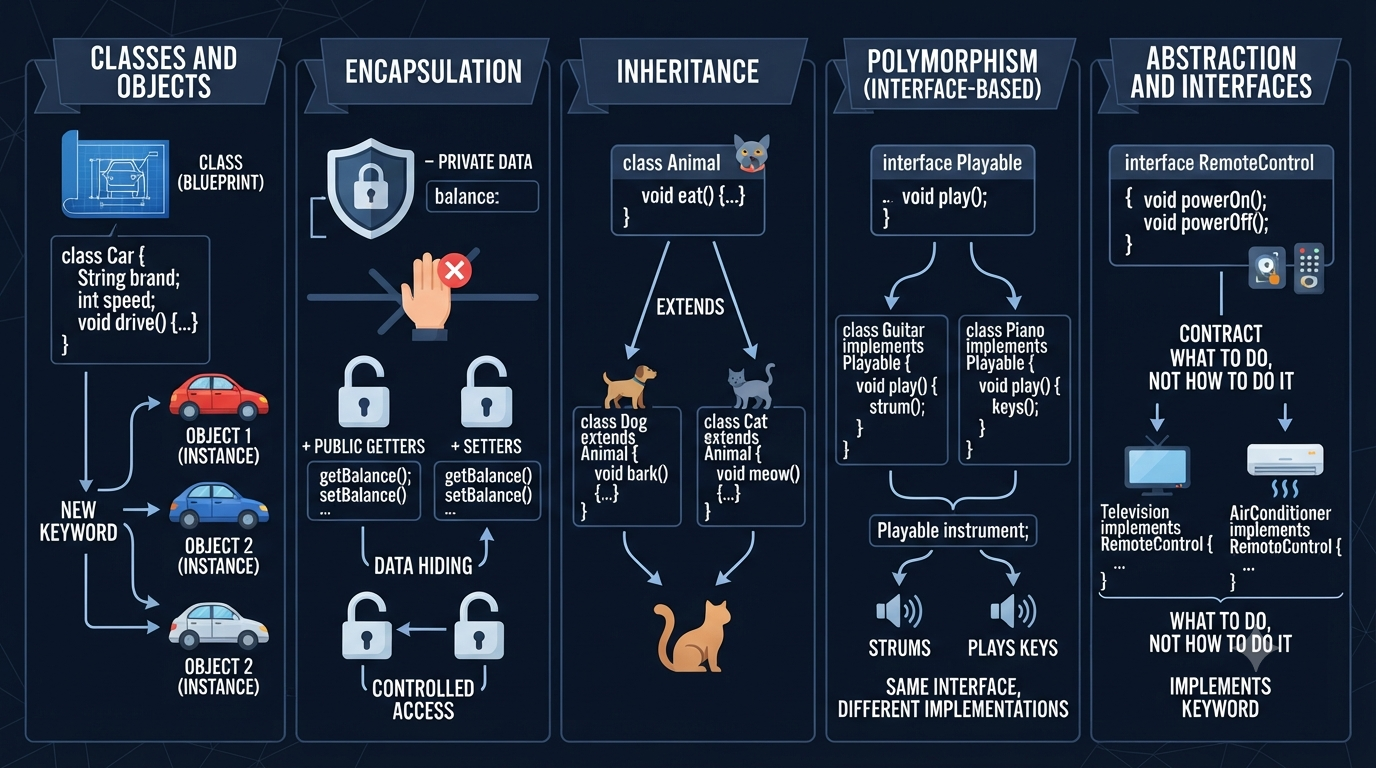 CLASSES AND
OBJECTS
CLASS
(BLUEPRINT)
class Car {
String brand;
int speed;
void drive() {...}
}
NEW
KEYWORD
OBJECT 1
(INSTANCE)
OBJECT 2
(INSTANCE)
OBJECT 2
(INSTANCE)
ENCAPSULATION
– PRIVATE DATA
balance:
+ PUBLIC GETTERS
getBalance();
setBalance()
...
+ SETTERS
getBalance()
setBalance()
...
DATA HIDING
CONTROLLED
ACCESS
INHERITANCE
class Animal
void eat() {...}
}
EXTENDS
class Dog
extends
Animal {
void bark()
{...}
}
class Cat
extends
Animal {
void meow()
{...}
}
POLYMORPHISM
(INTERFACE-BASED)
interface Playable
.. void play();
}
class Guitar
implements
Playable {
void play() {
strum();
}
}
class Piano
implements
Playable {
void play() {
keys();
}
}
Playable instrument;
STRUMS
PLAYS KEYS
SAME INTERFACE,
DIFFERENT IMPLEMENTATIONS
ABSTRACTION
AND INTERFACES
interface RemoteControl
{ void powerOn();
void powerOff();
}
CONTRACT
WHAT TO DO,
NOT HOW TO DO IT
Television
implements
RemoteControl {
...
}
AirConditioner
implements
RemotoControl {
...
}
WHAT TO DO,
NOT HOW TO DO IT
IMPLEMENTS
KEYWORD